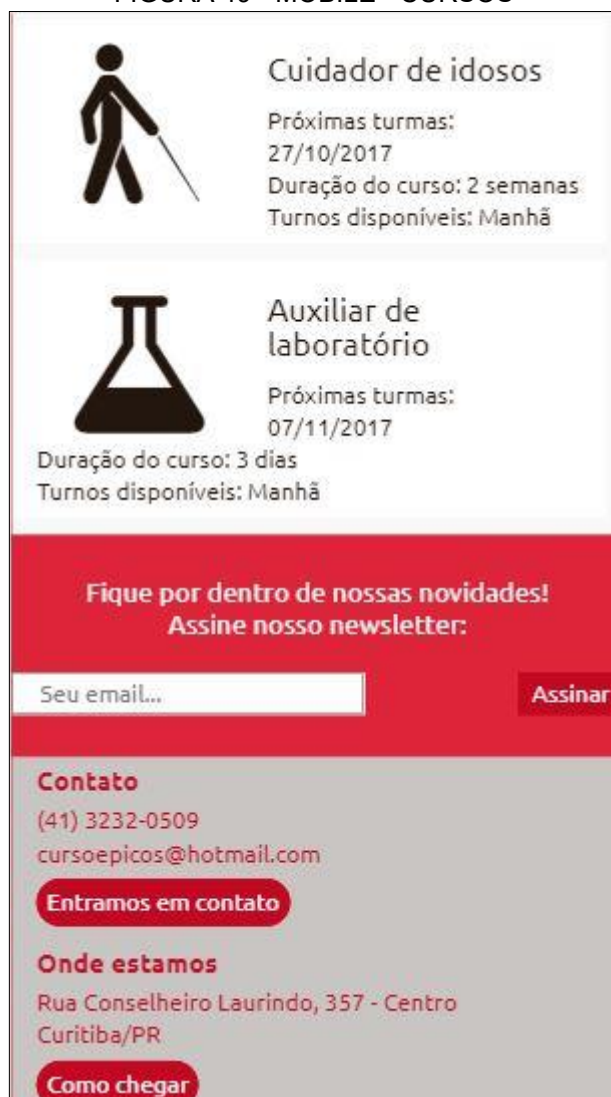 Cuidador de idosos
Próximas turmas:
27/10/2017
Duração do curso: 2 semanas
Turnos disponíveis: Manhã
Auxiliar de
laboratório
Próximas turmas:
07/11/2017
Duração do curso: 3 dias
Turnos disponíveis: Manhã
Fique por dentro de nossas novidades!
Assine nosso newsletter:
Seu email... Assinar
Contato
(41) 3232-0509
cursoepicos@hotmail.com
Entramos em contato
Onde estamos
Rua Conselheiro Laurindo, 357 - Centro
Curitiba/PR
Como chegar